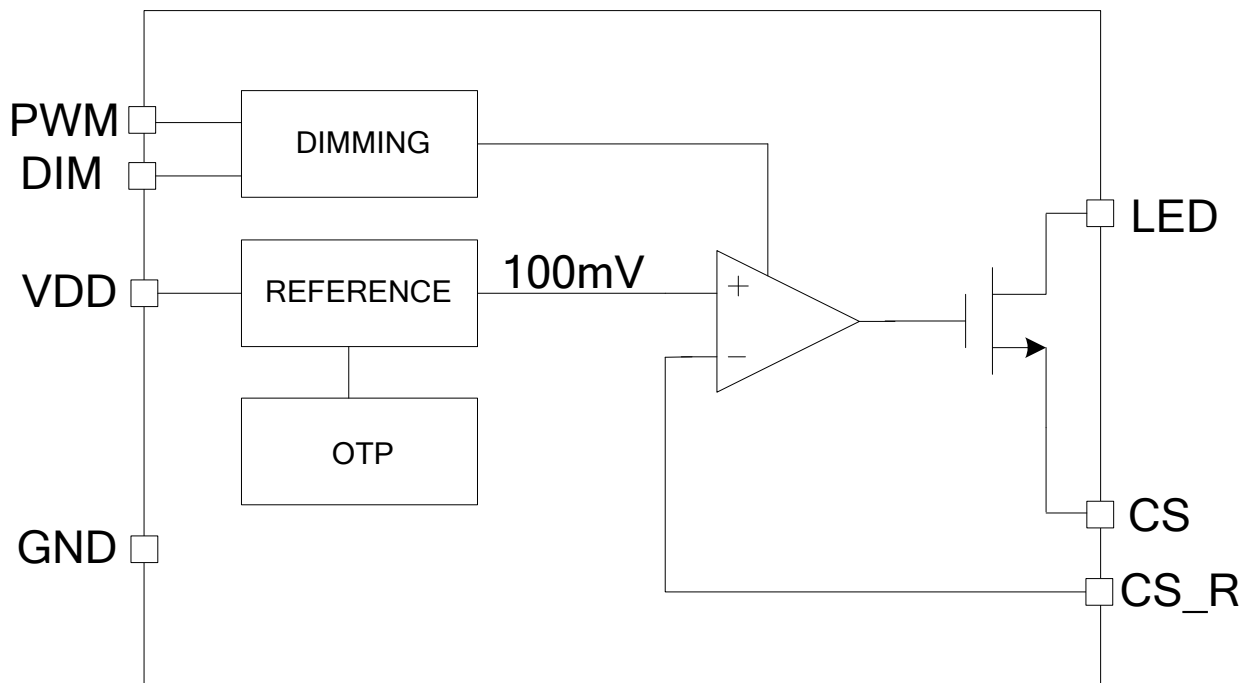 PWM
DIM
VDD
GND
DIMMING
REFERENCE
OTP
100mV
+
−
LED
CS
CS_R